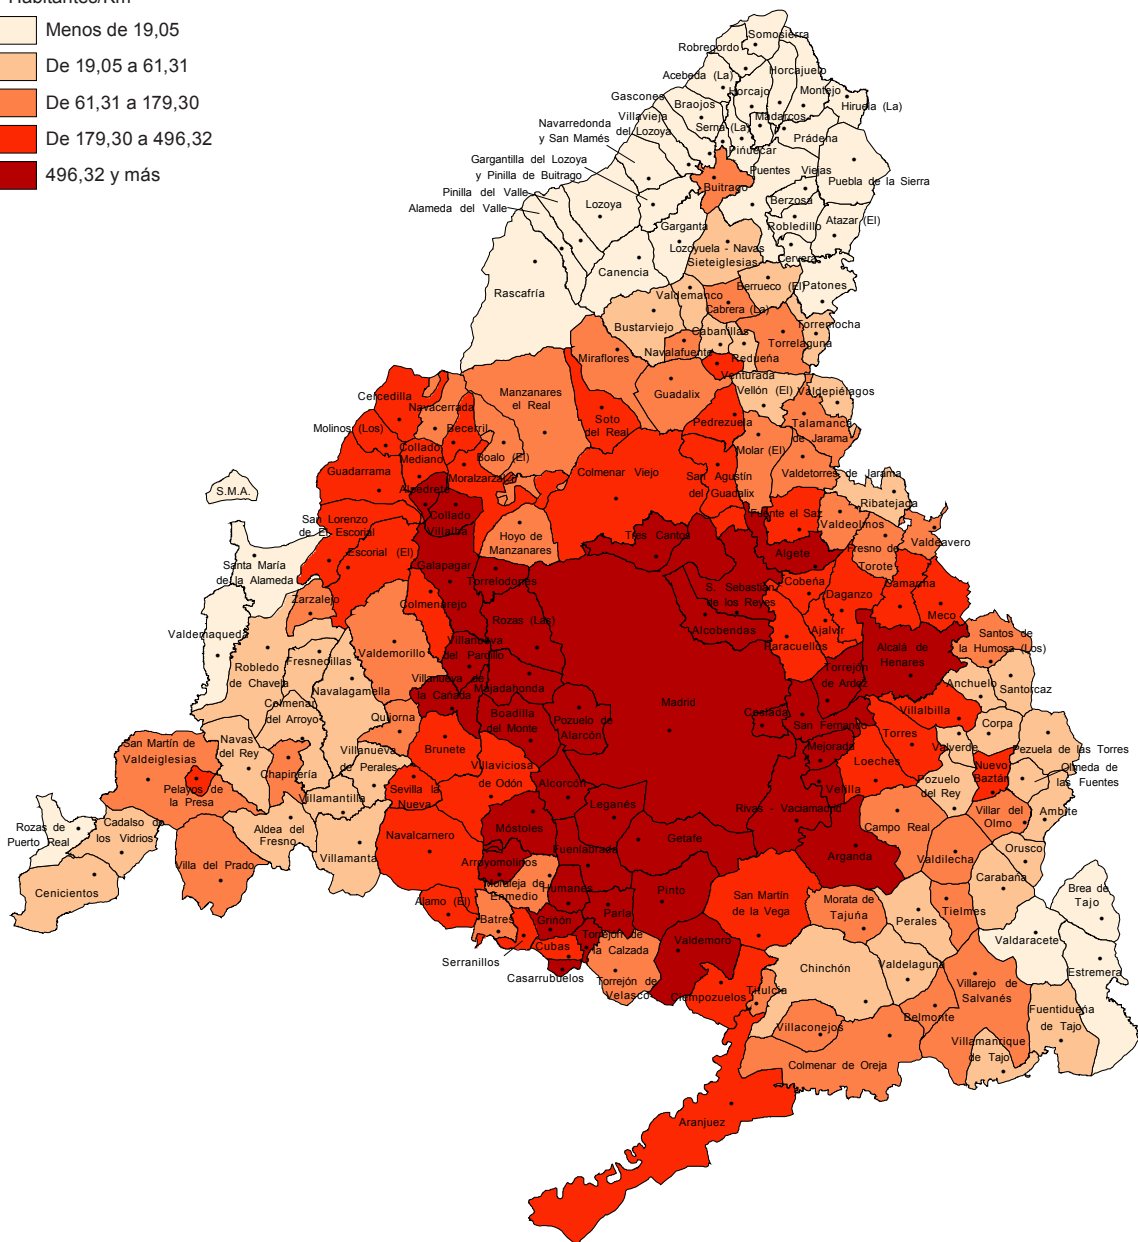 Habitantes/Km
Menos de 19,05
De 19,05 a 61,31
De 61,31 a 179,30
De 179,30 a 496,32
496,32 y más
Somosierra
Robregordo
Acebeda (La)
Horcajuelo
Horcajo
Montejo
Gascones
Braojos
Hiruela (La)
Madarcos
Villavieja
del Lozoya
Navarredonda
y San Mamés
Serna (La)
Prádena
Piñuecar
Gargantilla del Lozoya
y Pinilla de Buitrago
Puentes Viejas
Puebla de la Sierra
Buitrago
Pinilla del Valle
Alameda del Valle
Lozoya
Berzosa
Robledillo
Atazar (El)
Garganta
Lozoyuela - Navas
Sieteiglesias
Cervera
Canencia
Rascafría
Berrueco (El)
Patones
Valdemanco
Cabrera (La)
Bustarviejo
Cabanillas
Torremocha
Torrelaguna
Navalafuente
Redueña
Miraflores
Venturada
Guadalix
Vellón (El)
Valdepiélagos
Cercedilla
Navacerrada
Manzanares
el Real
Soto
del Real
Pedrezuela
Talamanca
de Jarama
Molinos (Los)
Becerril
Collado
Mediano
Boalo (El)
Molar (El)
Guadarrama
Moralzarzal
Colmenar Viejo
San Agustín
del Guadalix
Valdetorres de Jarama
S.M.A.
Alpedrete
Collado
Villalba
Ribatejada
San Lorenzo
de El Escorial
Fuente el Saz
Valdeolmos
Hoyo de
Manzanares
Tres Cantos
Valdeavero
Escorial (El)
Santa María
de la Alameda
Galapagar
Torrelodones
Algete
Fresno de
Torote
Zarzalejo
Colmenarejo
S. Sebastián
de los Reyes
Cobeña
Daganzo
Camarma
Meco
Rozas (Las)
Alcobendas
Ajalvir
Paracuellos
Valdemaqueda
Villanueva
del Pardillo
Alcalá de
Henares
Santos de
la Humosa (Los)
Robledo
de Chavela
Fresnedillas
Valdemorillo
Villanueva de
la Cañada
Majadahonda
Torrejón
de Ardoz
Anchuelo
Santorcaz
Navalagamella
Colmenar
del Arroyo
Quijorna
Boadilla
del Monte
Pozuelo de
Alarcón
Madrid
Coslada
San Fernando
Villalbilla
Corpa
San Martín de
Valdeiglesias
Navas
del Rey
Villanueva
de Perales
Brunete
Mejorada
Torres
Valverde
Pezuela de las Torres
Olmeda de
las Fuentes
Chapinería
Villaviciosa
de Odón
Loeches
Nuevo
Baztán
Pelayos de
la Presa
Villamantilla
Sevilla la
Nueva
Alcorcón
Velilla
Pozuelo
del Rey
Leganés
Rivas - Vaciamadrid
Villar del
Olmo
Ambite
Rozas de
Puerto Real
Cadalso de
los Vidrios
Aldea del
Fresno
Navalcarnero
Móstoles
Getafe
Campo Real
Fuenlabrada
Arganda
Orusco
Villa del Prado
Villamanta
Arroyomolinos
Valdilecha
Cenicientos
Moraleja de
Enmedio
Humanes
Pinto
Carabaña
Brea de
Tajo
Alamo (El)
San Martín
de la Vega
Morata de
Tajuña
Tielmes
Parla
Batres
Griñón
Perales
Serranillos
Cubas
Torrejón de
la Calzada
Valdemoro
Valdaracete
Casarrubuelos
Chinchón
Valdelaguna
Estremera
Torrejón de
Velasco
Ciempozuelos
Titulcia
Villarejo de
Salvanés
Belmonte
Fuentidueña
de Tajo
Villaconejos
Villamanrique
de Tajo
Colmenar de Oreja
Aranjuez